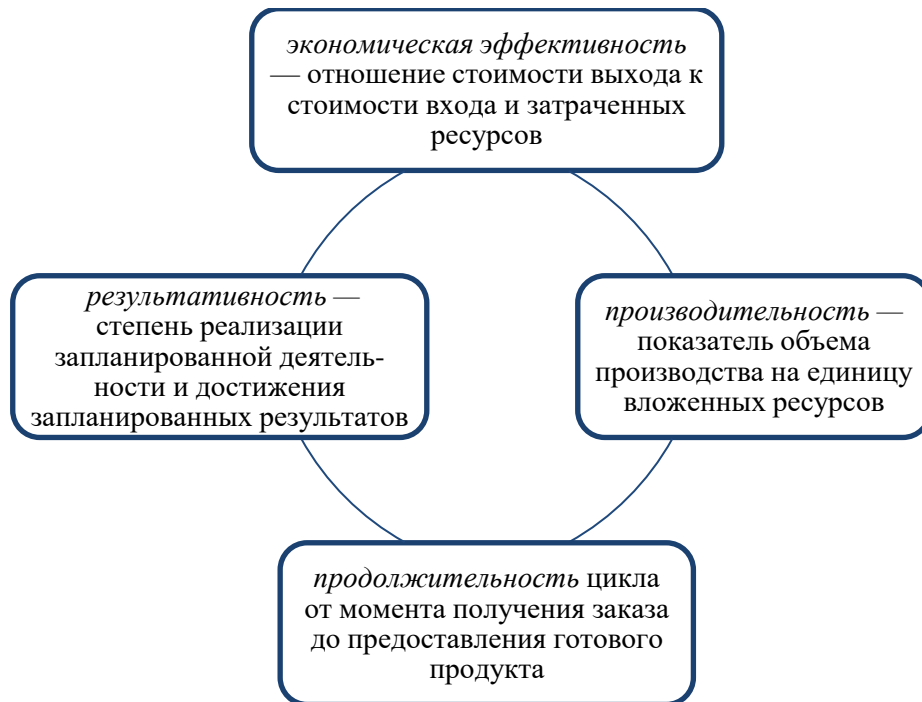 экономическая эффективность
— отношение стоимости выхода к
стоимости входа и затраченных
ресурсов
результативность —
степень реализации
запланированной деятель-
ности и достижения
запланированных результатов
производительность —
показатель объема
производства на единицу
вложенных ресурсов
продолжительность цикла
от момента получения заказа
до предоставления готового
продукта